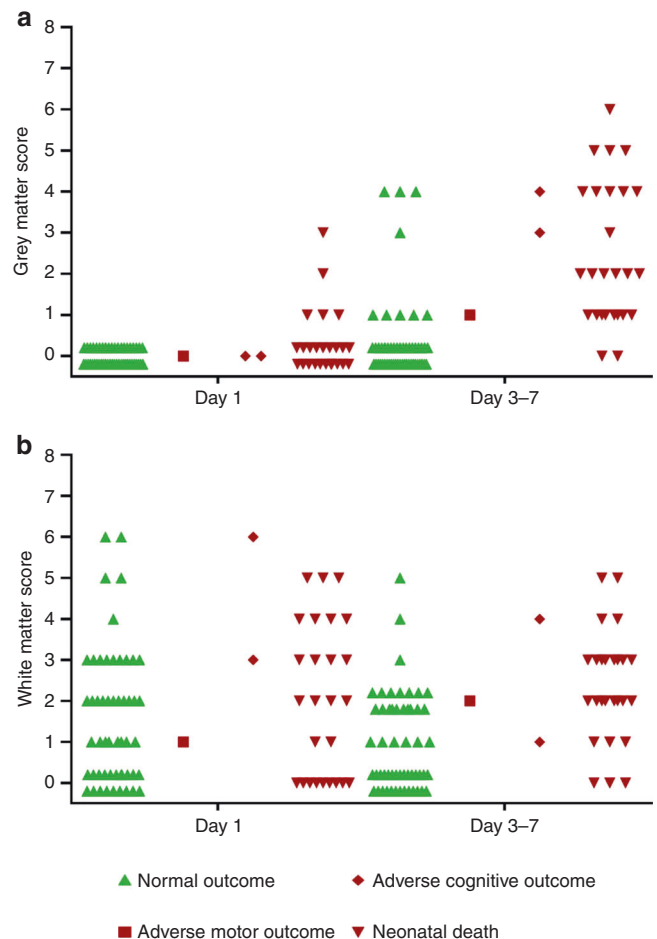 a
8
7
6
5
4
3
2
1
0
Grey matter score
Day 1 Day 3–7
b
8
7
6
5
4
3
2
1
0
White matter score
Day 1 Day 3–7
Normal outcome Adverse cognitive outcome
Adverse motor outcome Neonatal death